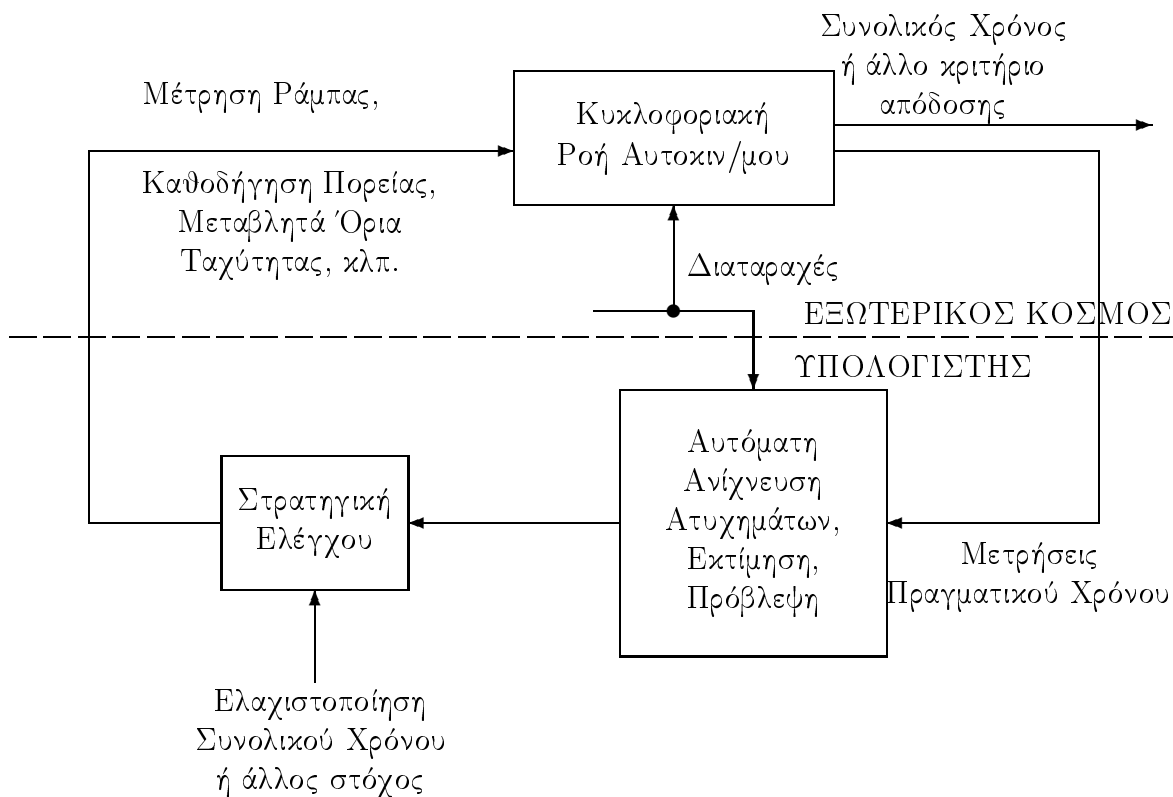 Συνολικός Χρόνος
ή άλλο κριτήριο
απόδοσης
Μέτρηση Ράμπας,
Κυκλοφοριακή
Ροή Αυτοκιν/μου
Καθοδήγηση Πορείας,
Μεταβλητά Όρια
Ταχύτητας, κλπ.
Διαταραχές
ΕΞΩΤΕΡΙΚΟΣ ΚΟΣΜΟΣ
ΥΠΟΛΟΓΙΣΤΗΣ
Αυτόματη
Ανίχνευση
Ατυχημάτων,
Εκτίμηση,
Πρόβλεψη
Στρατηγική
Ελέγχου
Μετρήσεις
Πραγματικού Χρόνου
Ελαχιστοποίηση
Συνολικού Χρόνου
ή άλλος στόχος